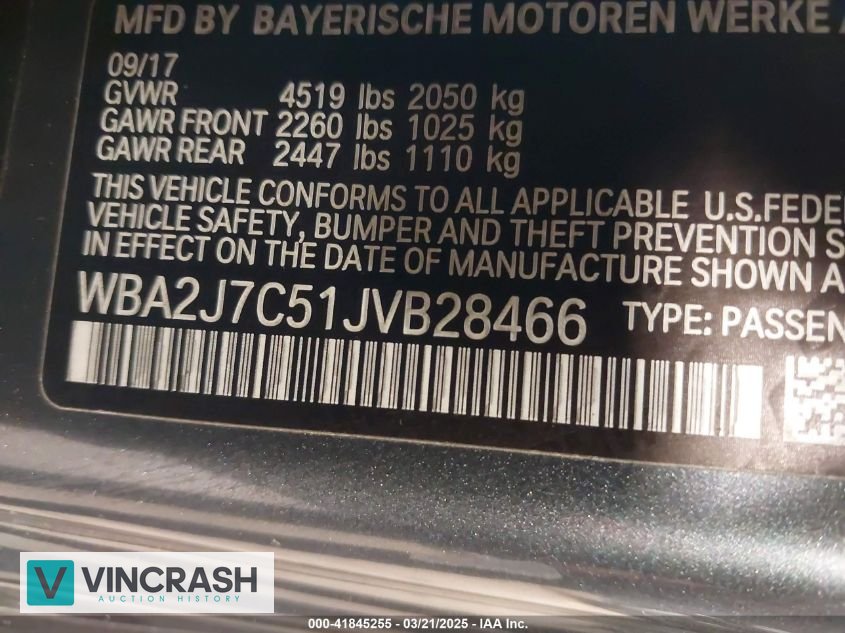 MFD BY BAYERISCHE MOTOREN WERKE
09/17
GVWR 4519 lbs 2050 kg
GAWR FRONT 2260 lbs 1025 kg
GAWR REAR 2447 lbs 1110 kg
THIS VEHICLE CONFORMS TO ALL APPLICABLE U.S.FEDE
VEHICLE SAFETY, BUMPER AND THEFT PREVENTION S
IN EFFECT ON THE DATE OF MANUFACTURE SHOWN A
WBA2J7C51JVB28466 TYPE: PASSEN
V VINCRASH
AUCTION HISTORY
000-41845255 - 03/21/2025 - IAA Inc.